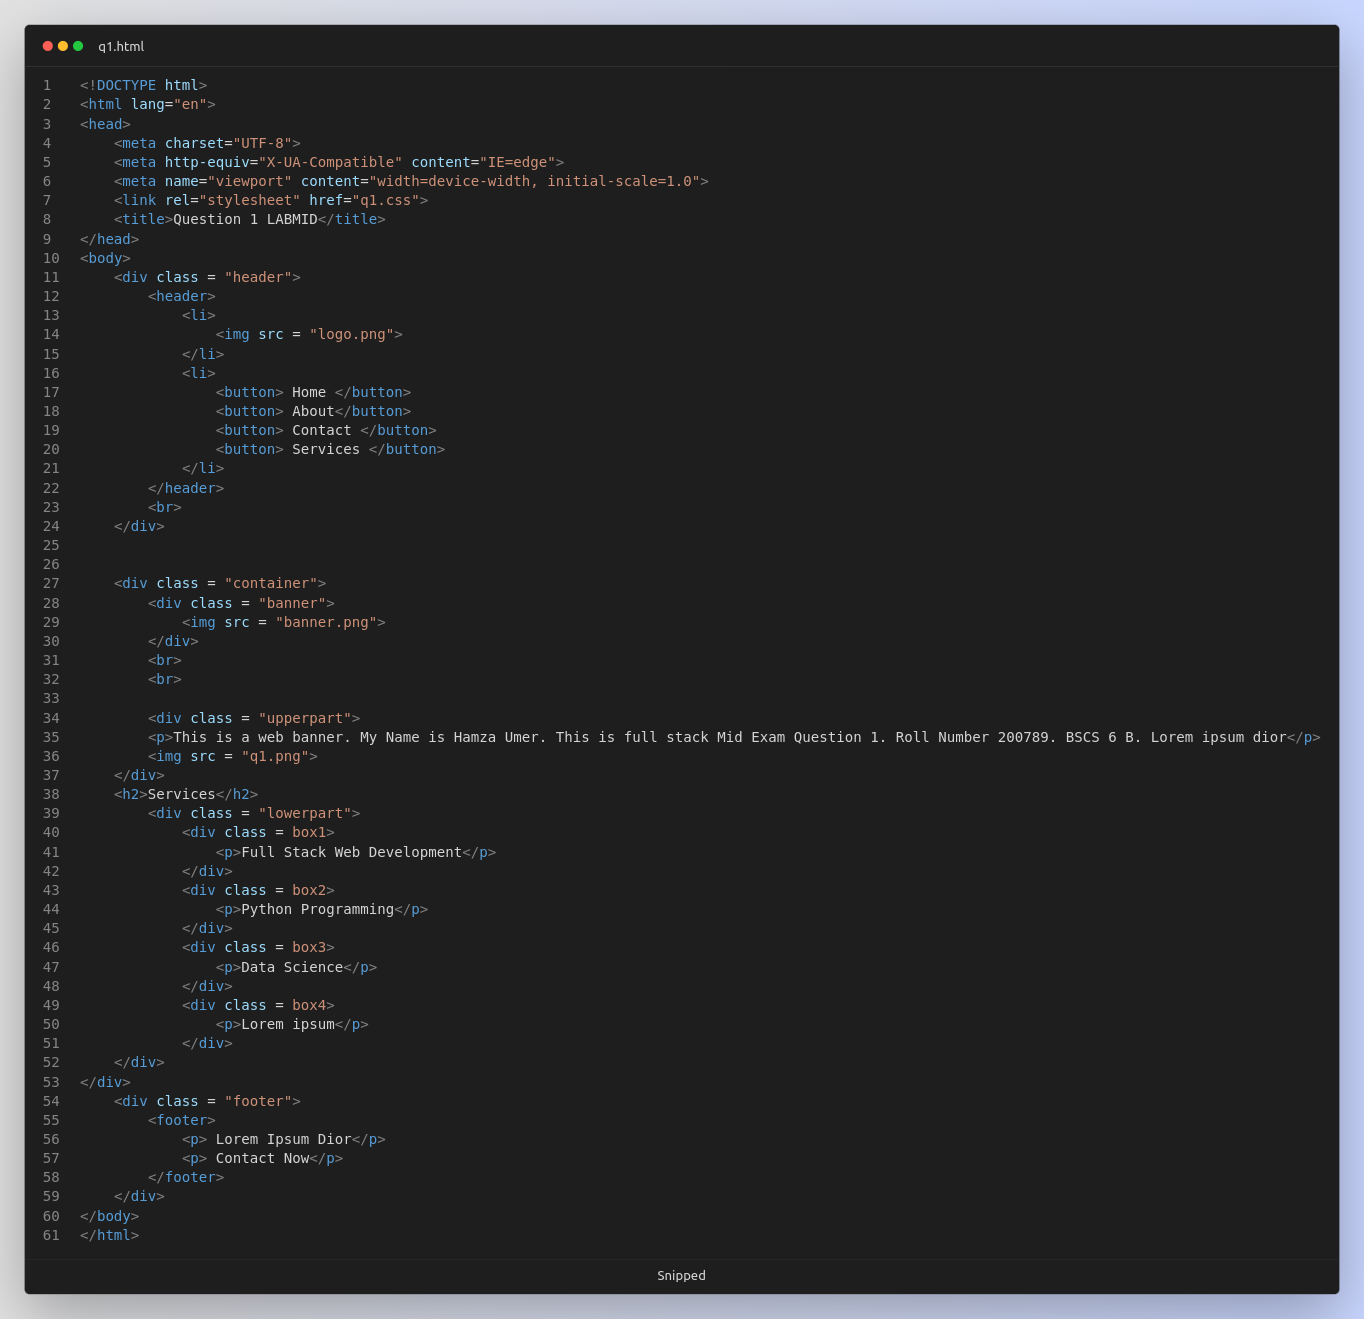 q1.html
1 <!DOCTYPE html>
2 <html lang="en">
3 <head>
4     <meta charset="UTF-8">
5     <meta http-equiv="X-UA-Compatible" content="IE=edge">
6     <meta name="viewport" content="width=device-width, initial-scale=1.0">
7     <link rel="stylesheet" href="q1.css">
8     <title>Question 1 LABMID</title>
9 </head>
10 <body>
11     <div class = "header">
12         <header>
13             <li>
14                 <img src = "logo.png">
15             </li>
16             <li>
17                 <button> Home </button>
18                 <button> About</button>
19                 <button> Contact </button>
20                 <button> Services </button>
21             </li>
22         </header>
23         <br>
24     </div>
25
26
27     <div class = "container">
28         <div class = "banner">
29             <img src = "banner.png">
30         </div>
31         <br>
32         <br>
33
34         <div class = "upperpart">
35         <p>This is a web banner. My Name is Hamza Umer. This is full stack Mid Exam Question 1. Roll Number 200789. BSCS 6 B. Lorem ipsum dior</p>
36         <img src = "q1.png">
37     </div>
38     <h2>Services</h2>
39         <div class = "lowerpart">
40             <div class = box1>
41                 <p>Full Stack Web Development</p>
42             </div>
43             <div class = box2>
44                 <p>Python Programming</p>
45             </div>
46             <div class = box3>
47                 <p>Data Science</p>
48             </div>
49             <div class = box4>
50                 <p>Lorem ipsum</p>
51             </div>
52     </div>
53 </div>
54     <div class = "footer">
55         <footer>
56             <p> Lorem Ipsum Dior</p>
57             <p> Contact Now</p>
58         </footer>
59     </div>
60 </body>
61 </html>
Snipped